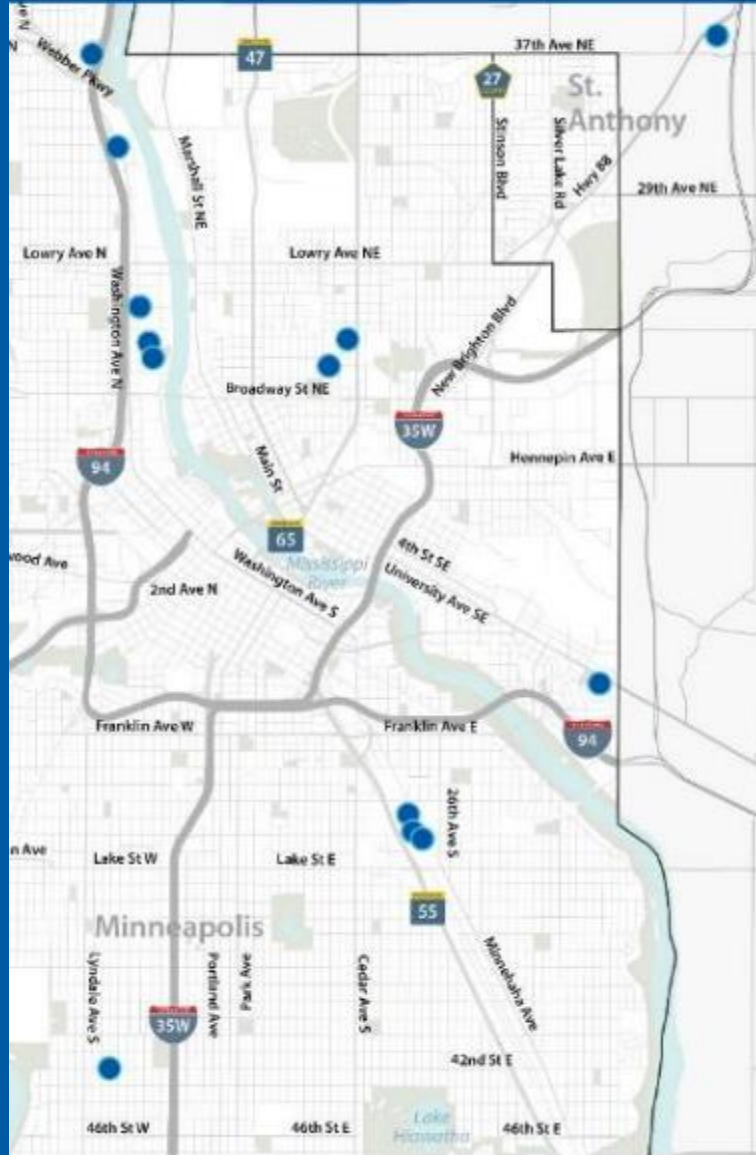 Webber Pkwy
47
37th Ave NE
27
St.
Anthony
Marshall St NE
Stinson Blvd
Silver Lake Rd
Hwy 88
29th Ave NE
Lowry Ave N
Lowry Ave NE
Washington Ave N
New Brighton Blvd
Broadway St NE
35W
Main St
94
Hennepin Ave E
65
4th St SE
Mississippi
River
wood Ave
Washington Ave S
University Ave SE
2nd Ave N
Franklin Ave W
Franklin Ave E
94
26th Ave S
n Ave
Lake St W
Lake St E
55
Minneapolis
Lyndale Ave S
Portland Ave
Park Ave
Cedar Ave S
Minnehaha Ave
35W
42nd St E
Lake
Hiawatha
46th St W
46th St E
46th St E